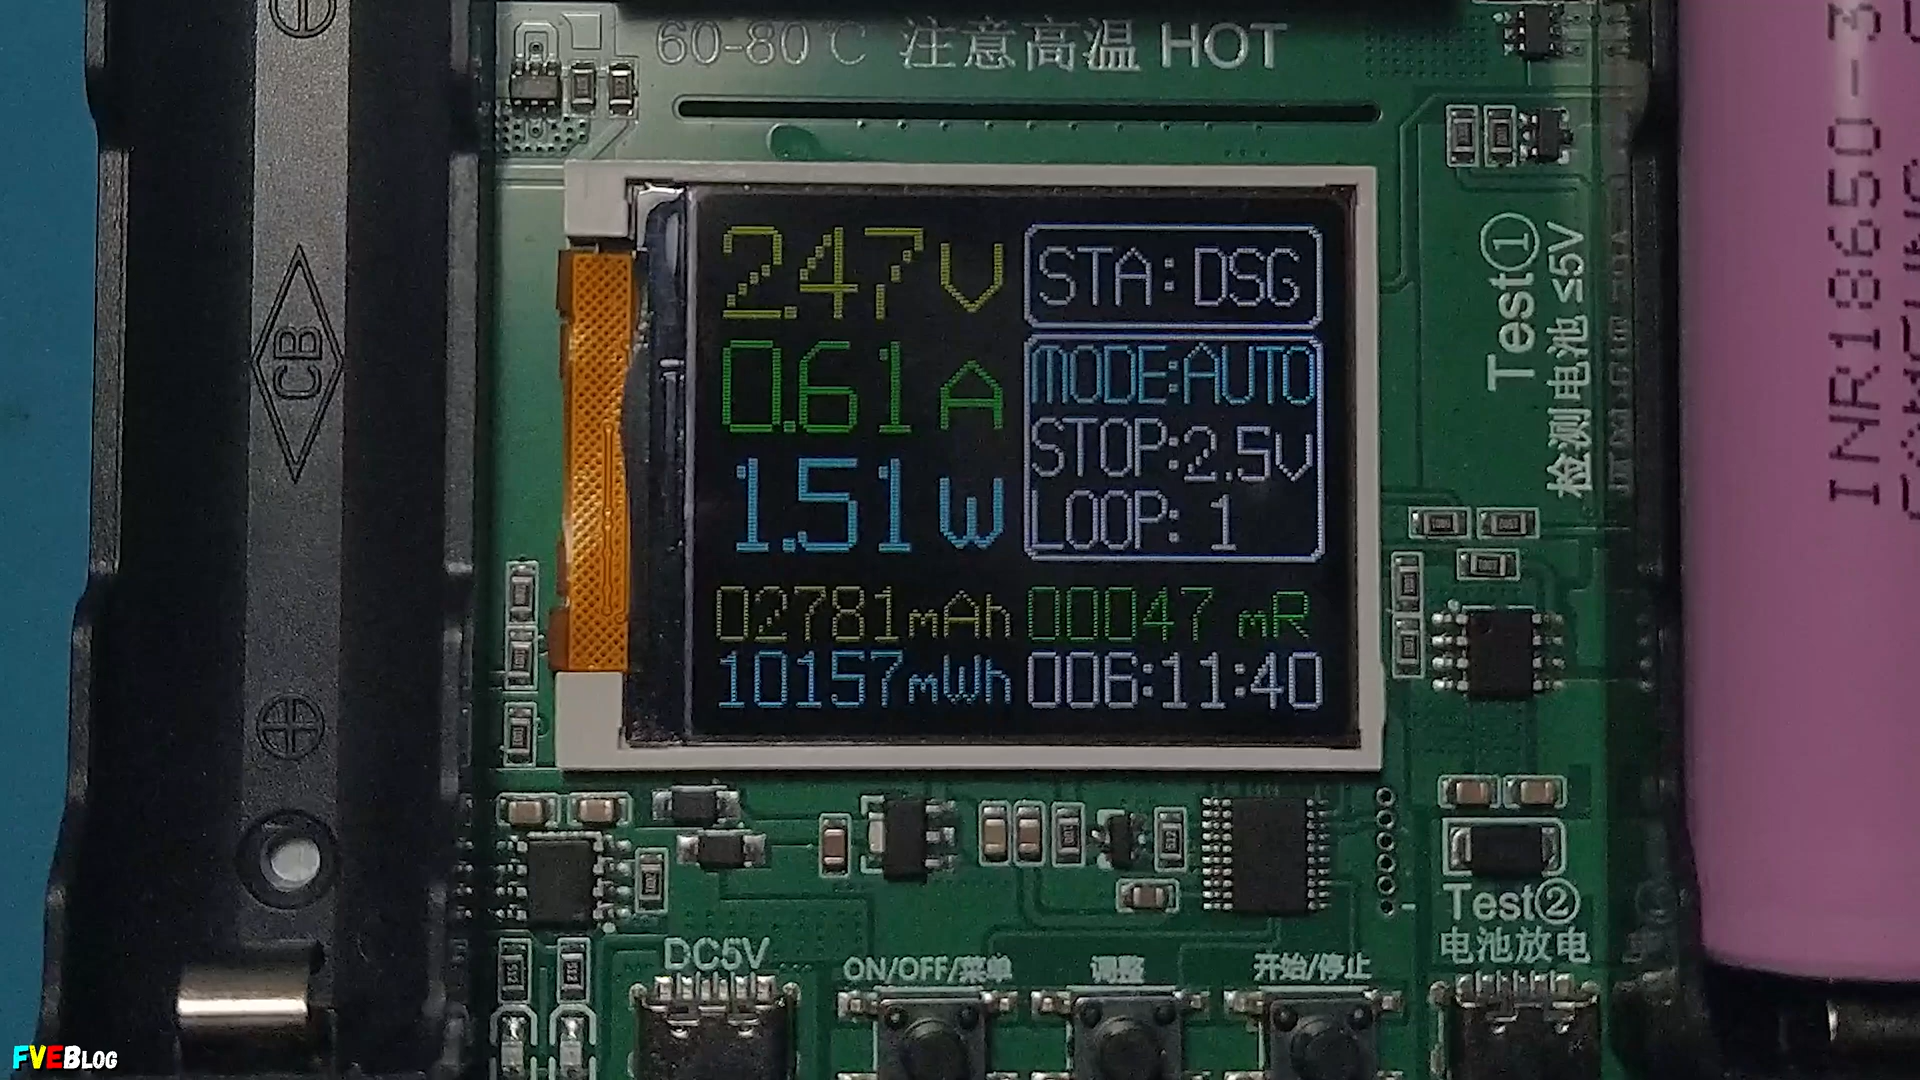 60-80℃ 注意高温 HOT
CB
2.47V
0.61A
1.51W
STA: DSG
MODE:AUTO
STOP:2.5V
LOOP: 1
02781mAh 00047 mR
10157mWh 006:11:40
Test①
检测电池 ≤5V
INR18650-3
Test②
电池放电
DC5V
ON/OFF/菜单
调整
开始/停止
FVEBLOG